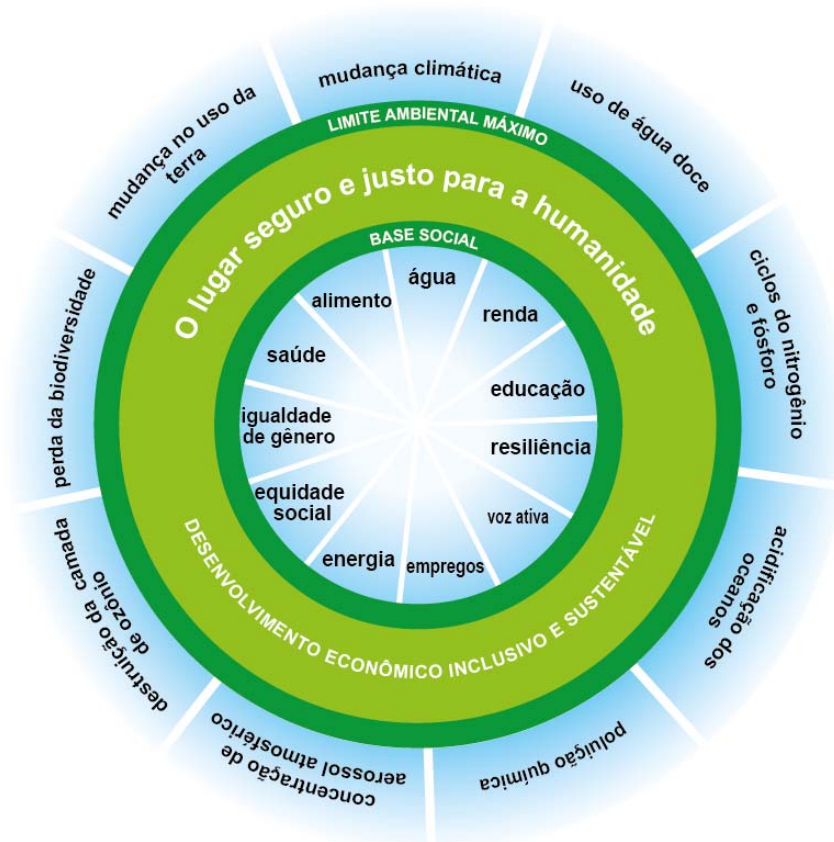 mudança climática
uso de água doce
ciclos do nitrogênio
e fósforo
acidificação dos
oceanos
poluição química
concentração de
aerossol atmosférico
destruição da camada
de ozônio
perda da biodiversidade
mudança no uso da
terra
LIMITE AMBIENTAL MÁXIMO
O lugar seguro e justo para a humanidade
BASE SOCIAL
água
renda
educação
resiliência
voz ativa
empregos
energia
equidade
social
igualdade
de gênero
saúde
alimento
DESENVOLVIMENTO ECONÔMICO INCLUSIVO E SUSTENTÁVEL